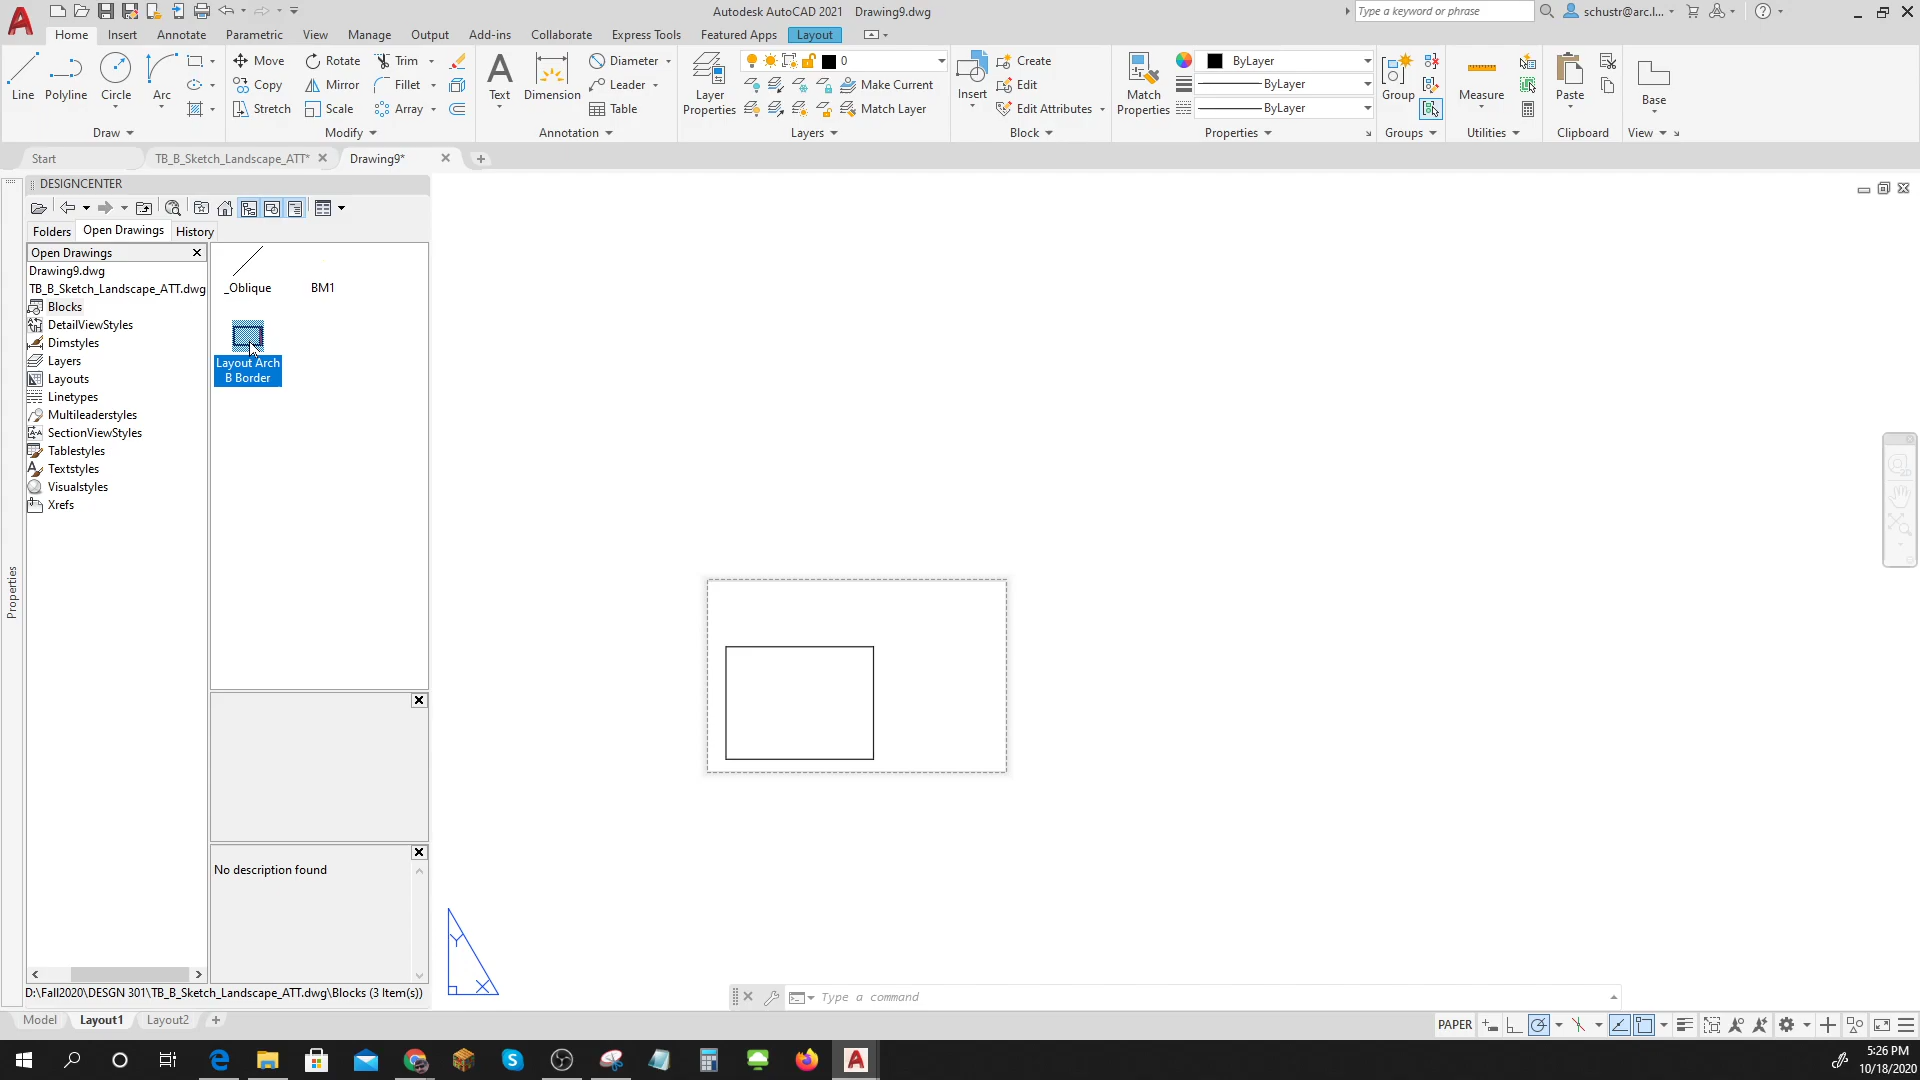 Autodesk AutoCAD 2021 Drawing9.dwg
Type a keyword or phrase
schustr@arc.l...
Home Insert Annotate Parametric View Manage Output Add-ins Collaborate Express Tools Featured Apps Layout
Line Polyline Circle Arc
Draw
Move Rotate Trim
Copy Mirror Fillet
Stretch Scale Array
Modify
Text Dimension
Diameter
Leader
Table
Annotation
Layer
Properties
0
Make Current
Match Layer
Layers
Insert
Create
Edit
Edit Attributes
Block
Match
Properties
ByLayer
ByLayer
ByLayer
Properties
Group
Groups
Measure
Utilities
Paste
Clipboard
Base
View
Start TB_B_Sketch_Landscape_ATT* Drawing9*
DESIGNCENTER
Folders Open Drawings History
Open Drawings
Drawing9.dwg
TB_B_Sketch_Landscape_ATT.dwg
Blocks
DetailViewStyles
Dimstyles
Layers
Layouts
Linetypes
Multileaderstyles
SectionViewStyles
Tablestyles
Textstyles
Visualstyles
Xrefs
_Oblique BM1
Layout Arch
B Border
Properties
No description found
D:\Fall2020\DESGN 301\TB_B_Sketch_Landscape_ATT.dwg\Blocks (3 Item(s))
Y
X
Type a command
Model Layout1 Layout2
PAPER
5:26 PM
10/18/2020